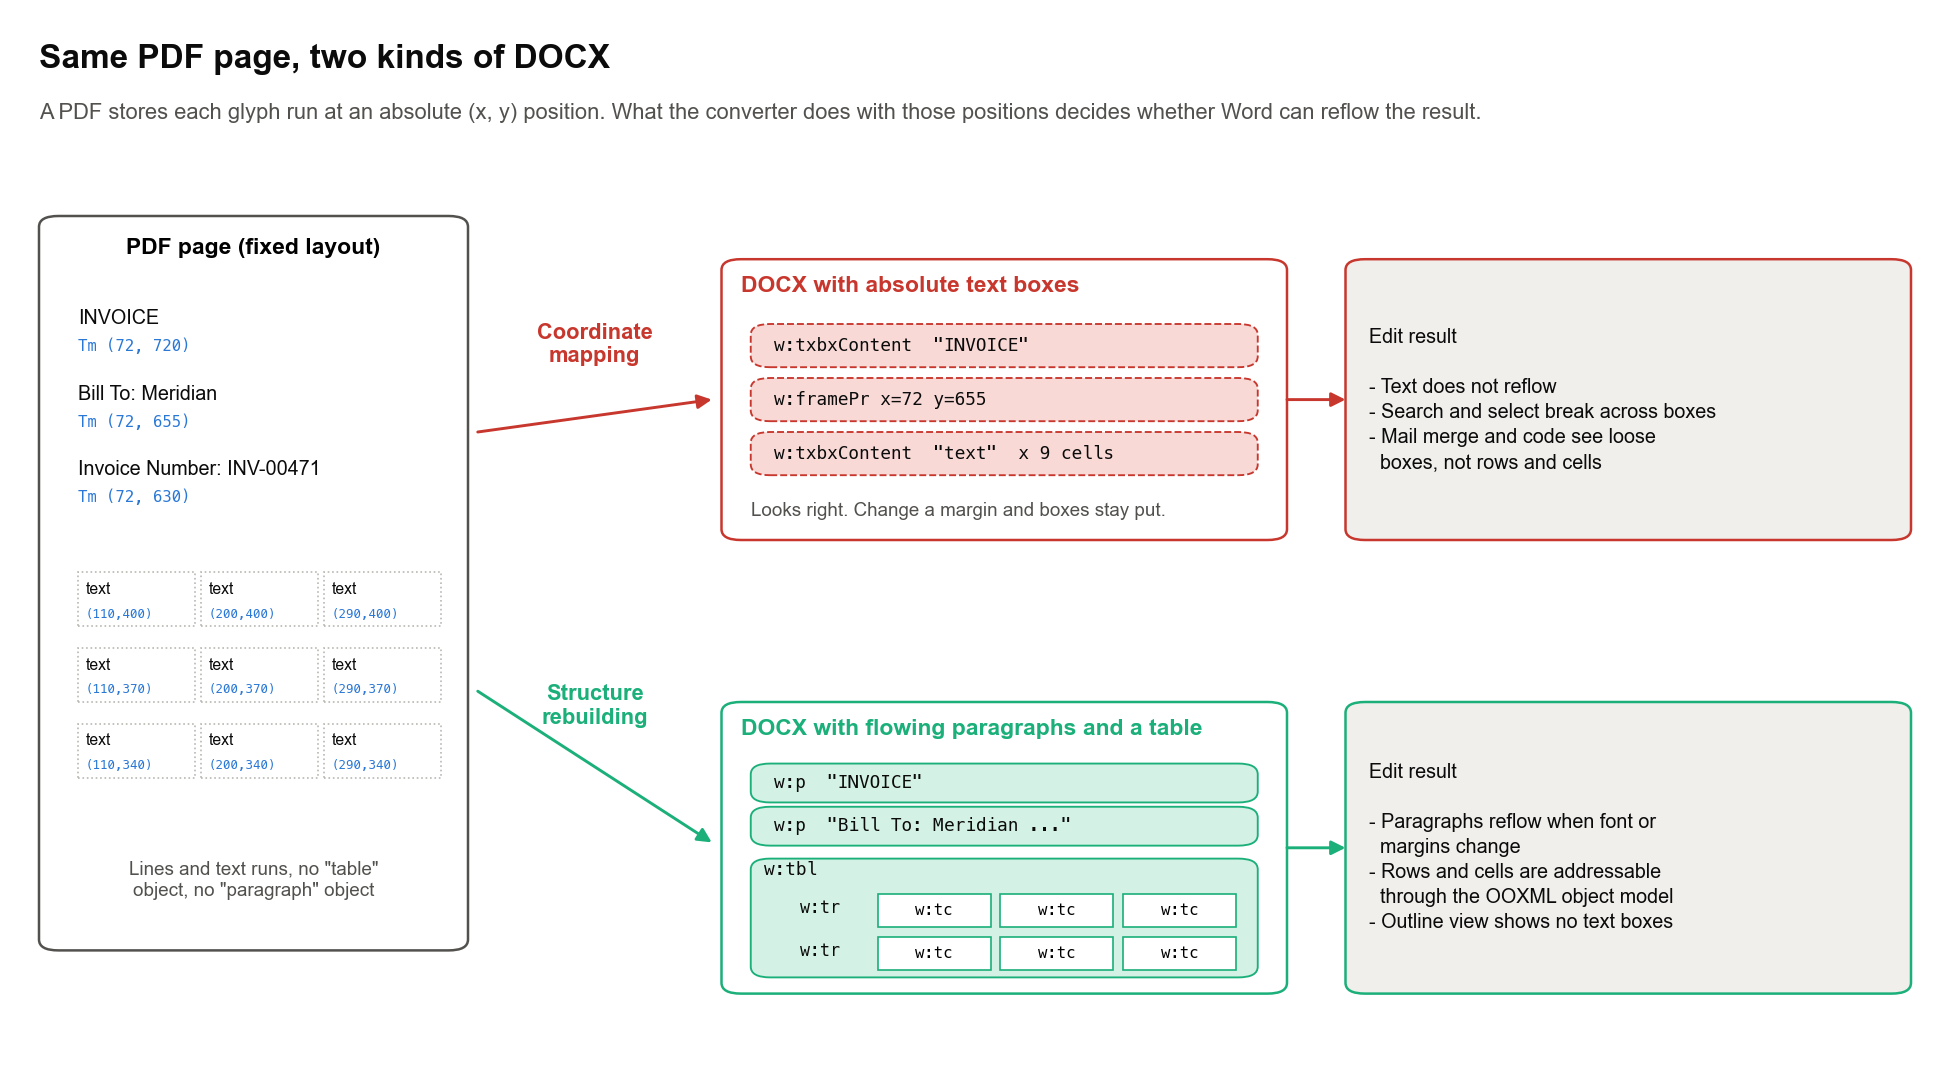 Same PDF page, two kinds of DOCX
A PDF stores each glyph run at an absolute (x, y) position. What the converter does with those positions decides whether Word can reflow the result.
PDF page (fixed layout)
INVOICE
Tm (72, 720)
Bill To: Meridian
Tm (72, 655)
Invoice Number: INV-00471
Tm (72, 630)
text text text
(110,400) (200,400) (290,400)
text text text
(110,370) (200,370) (290,370)
text text text
(110,340) (200,340) (290,340)
Lines and text runs, no "table"
object, no "paragraph" object
Coordinate
mapping
DOCX with absolute text boxes
w:txbxContent "INVOICE"
w:framePr x=72 y=655
w:txbxContent "text" x 9 cells
Looks right. Change a margin and boxes stay put.
Edit result
- Text does not reflow
- Search and select break across boxes
- Mail merge and code see loose
boxes, not rows and cells
Structure
rebuilding
DOCX with flowing paragraphs and a table
w:p "INVOICE"
w:p "Bill To: Meridian ..."
w:tbl
w:tr w:tc w:tc w:tc
w:tr w:tc w:tc w:tc
Edit result
- Paragraphs reflow when font or
margins change
- Rows and cells are addressable
through the OOXML object model
- Outline view shows no text boxes